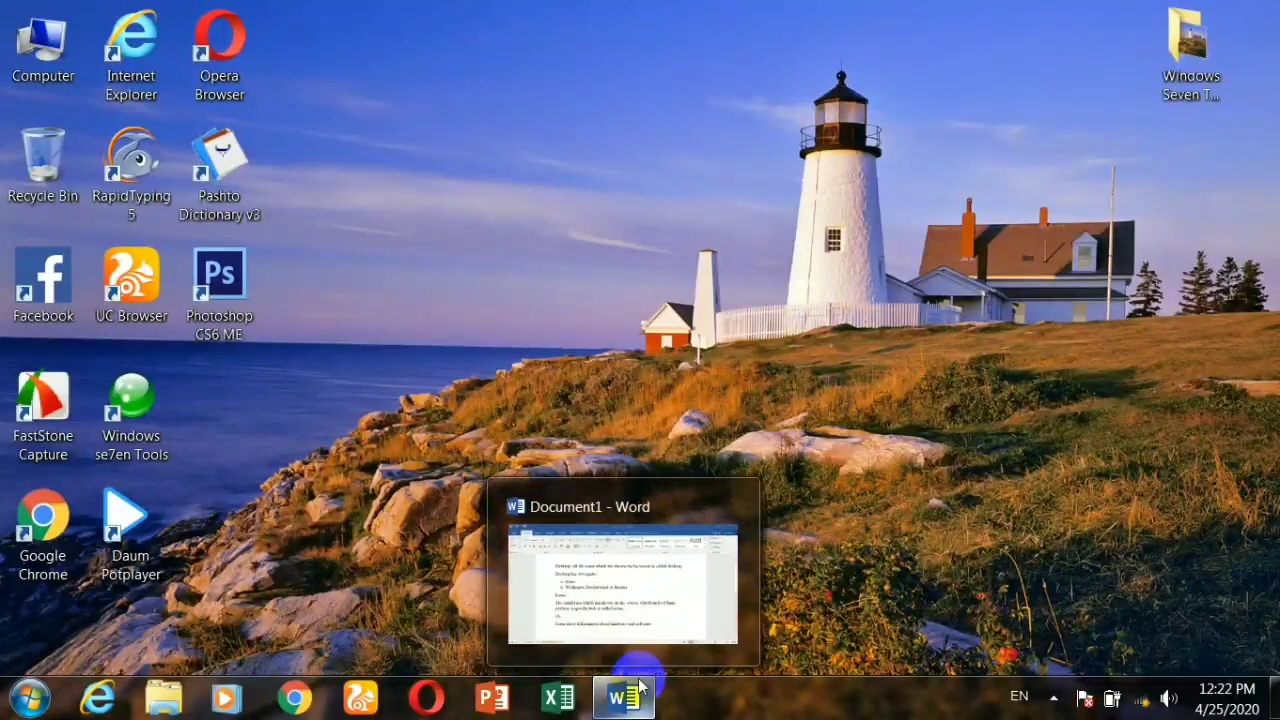 Computer
Internet
Explorer
Opera
Browser
Windows
Seven T...
Recycle Bin
RapidTyping
5
Pashto
Dictionary v3
Facebook
UC Browser
Photoshop
CS6 ME
FastStone
Capture
Windows
se7en Tools
Google
Chrome
Daum
Potplayer
Document1 - Word
EN
12:22 PM
4/25/2020